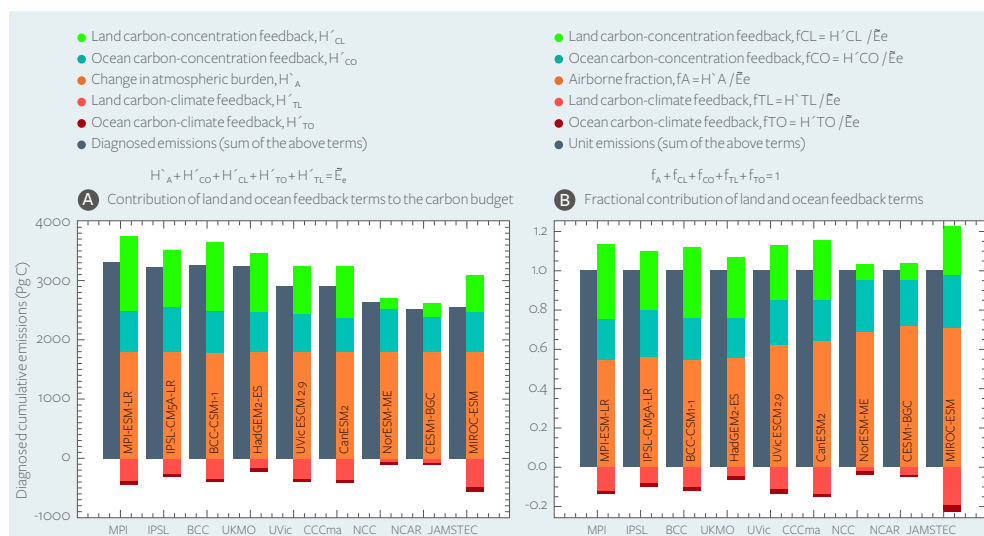 Land carbon-concentration feedback, H´CL
Ocean carbon-concentration feedback, H´CO
Change in atmospheric burden, H`A
Land carbon-climate feedback, H´TL
Ocean carbon-climate feedback, H´TO
Diagnosed emissions (sum of the above terms)
H`A + H´CO + H´CL + H´TO + H´TL = Ẽe
A Contribution of land and ocean feedback terms to the carbon budget
Land carbon-concentration feedback, fCL = H´CL / Ẽe
Ocean carbon-concentration feedback, fCO = H´CO / Ẽe
Airborne fraction, fA = H`A / Ẽe
Land carbon-climate feedback, fTL = H`TL / Ẽe
Ocean carbon-climate feedback, fTO = H´TO / Ẽe
Unit emissions (sum of the above terms)
fA + fCL + fCO + fTL + fTO = 1
B Fractional contribution of land and ocean feedback terms
Diagnosed cumulative emissions (Pg C)
4000
3000
2000
1000
0
-1000
MPI-ESM-LR
IPSL-CM5A-LR
BCC-CSM1-1
HadGEM2-ES
UVic ESCM 2.9
CanESM2
NorESM-ME
CESM1-BGC
MIROC-ESM
MPI IPSL BCC UKMO UVic CCCma NCC NCAR JAMSTEC
1.2
1.0
0.8
0.6
0.4
0.2
0.0
-0.2
MPI-ESM-LR
IPSL-CM5A-LR
BCC-CSM1-1
HadGEM2-ES
UVic ESCM 2.9
CanESM2
NorESM-ME
CESM1-BGC
MIROC-ESM
MPI IPSL BCC UKMO UVic CCCma NCC NCAR JAMSTEC